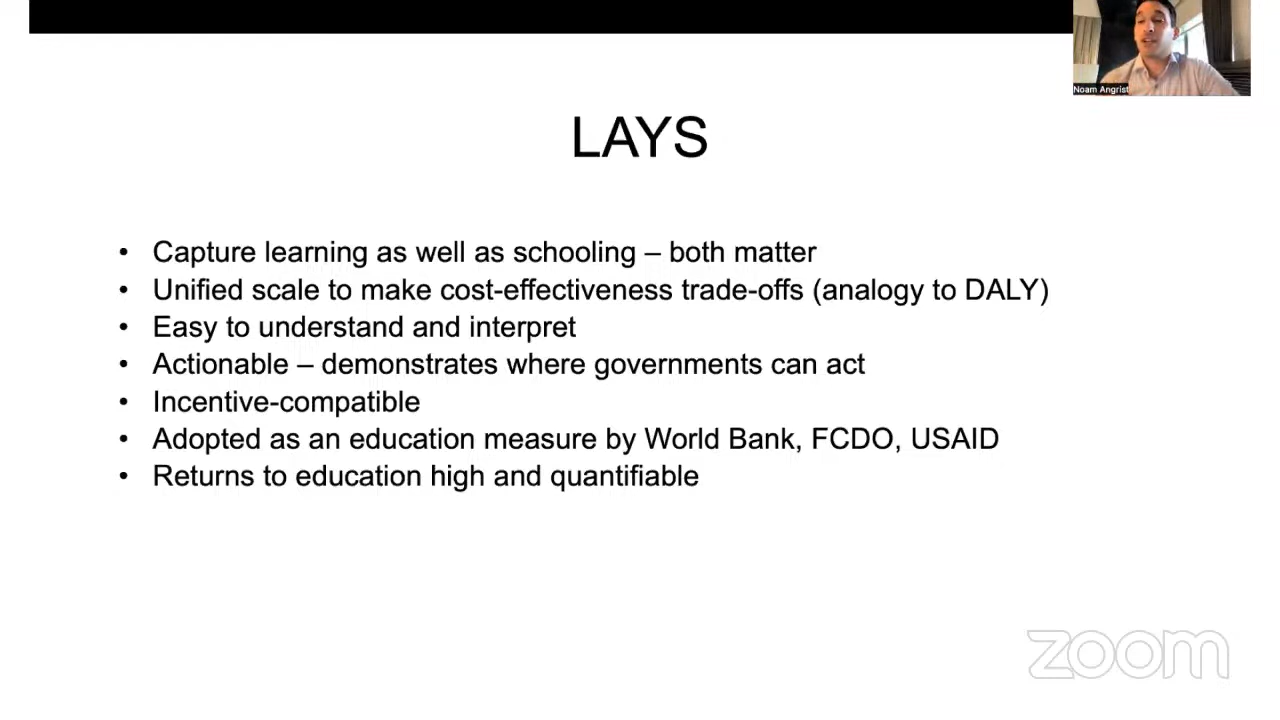 Noam Angrist
LAYS
• Capture learning as well as schooling – both matter
• Unified scale to make cost-effectiveness trade-offs (analogy to DALY)
• Easy to understand and interpret
• Actionable – demonstrates where governments can act
• Incentive-compatible
• Adopted as an education measure by World Bank, FCDO, USAID
• Returns to education high and quantifiable
zoom